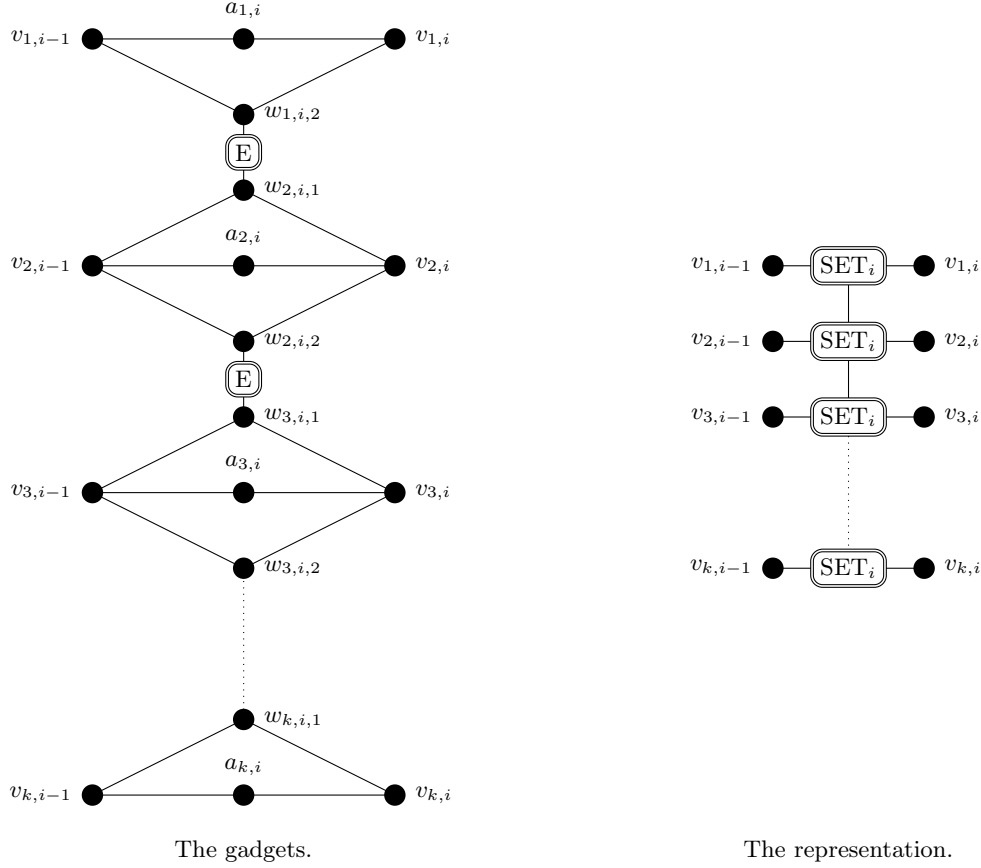 a_{1,i}
v_{1,i−1}
v_{1,i}
w_{1,i,2}
E
w_{2,i,1}
a_{2,i}
v_{2,i−1}
v_{2,i}
w_{2,i,2}
E
w_{3,i,1}
a_{3,i}
v_{3,i−1}
v_{3,i}
w_{3,i,2}
w_{k,i,1}
a_{k,i}
v_{k,i−1}
v_{k,i}
The gadgets.
v_{1,i−1} SET_i v_{1,i}
v_{2,i−1} SET_i v_{2,i}
v_{3,i−1} SET_i v_{3,i}
v_{k,i−1} SET_i v_{k,i}
The representation.